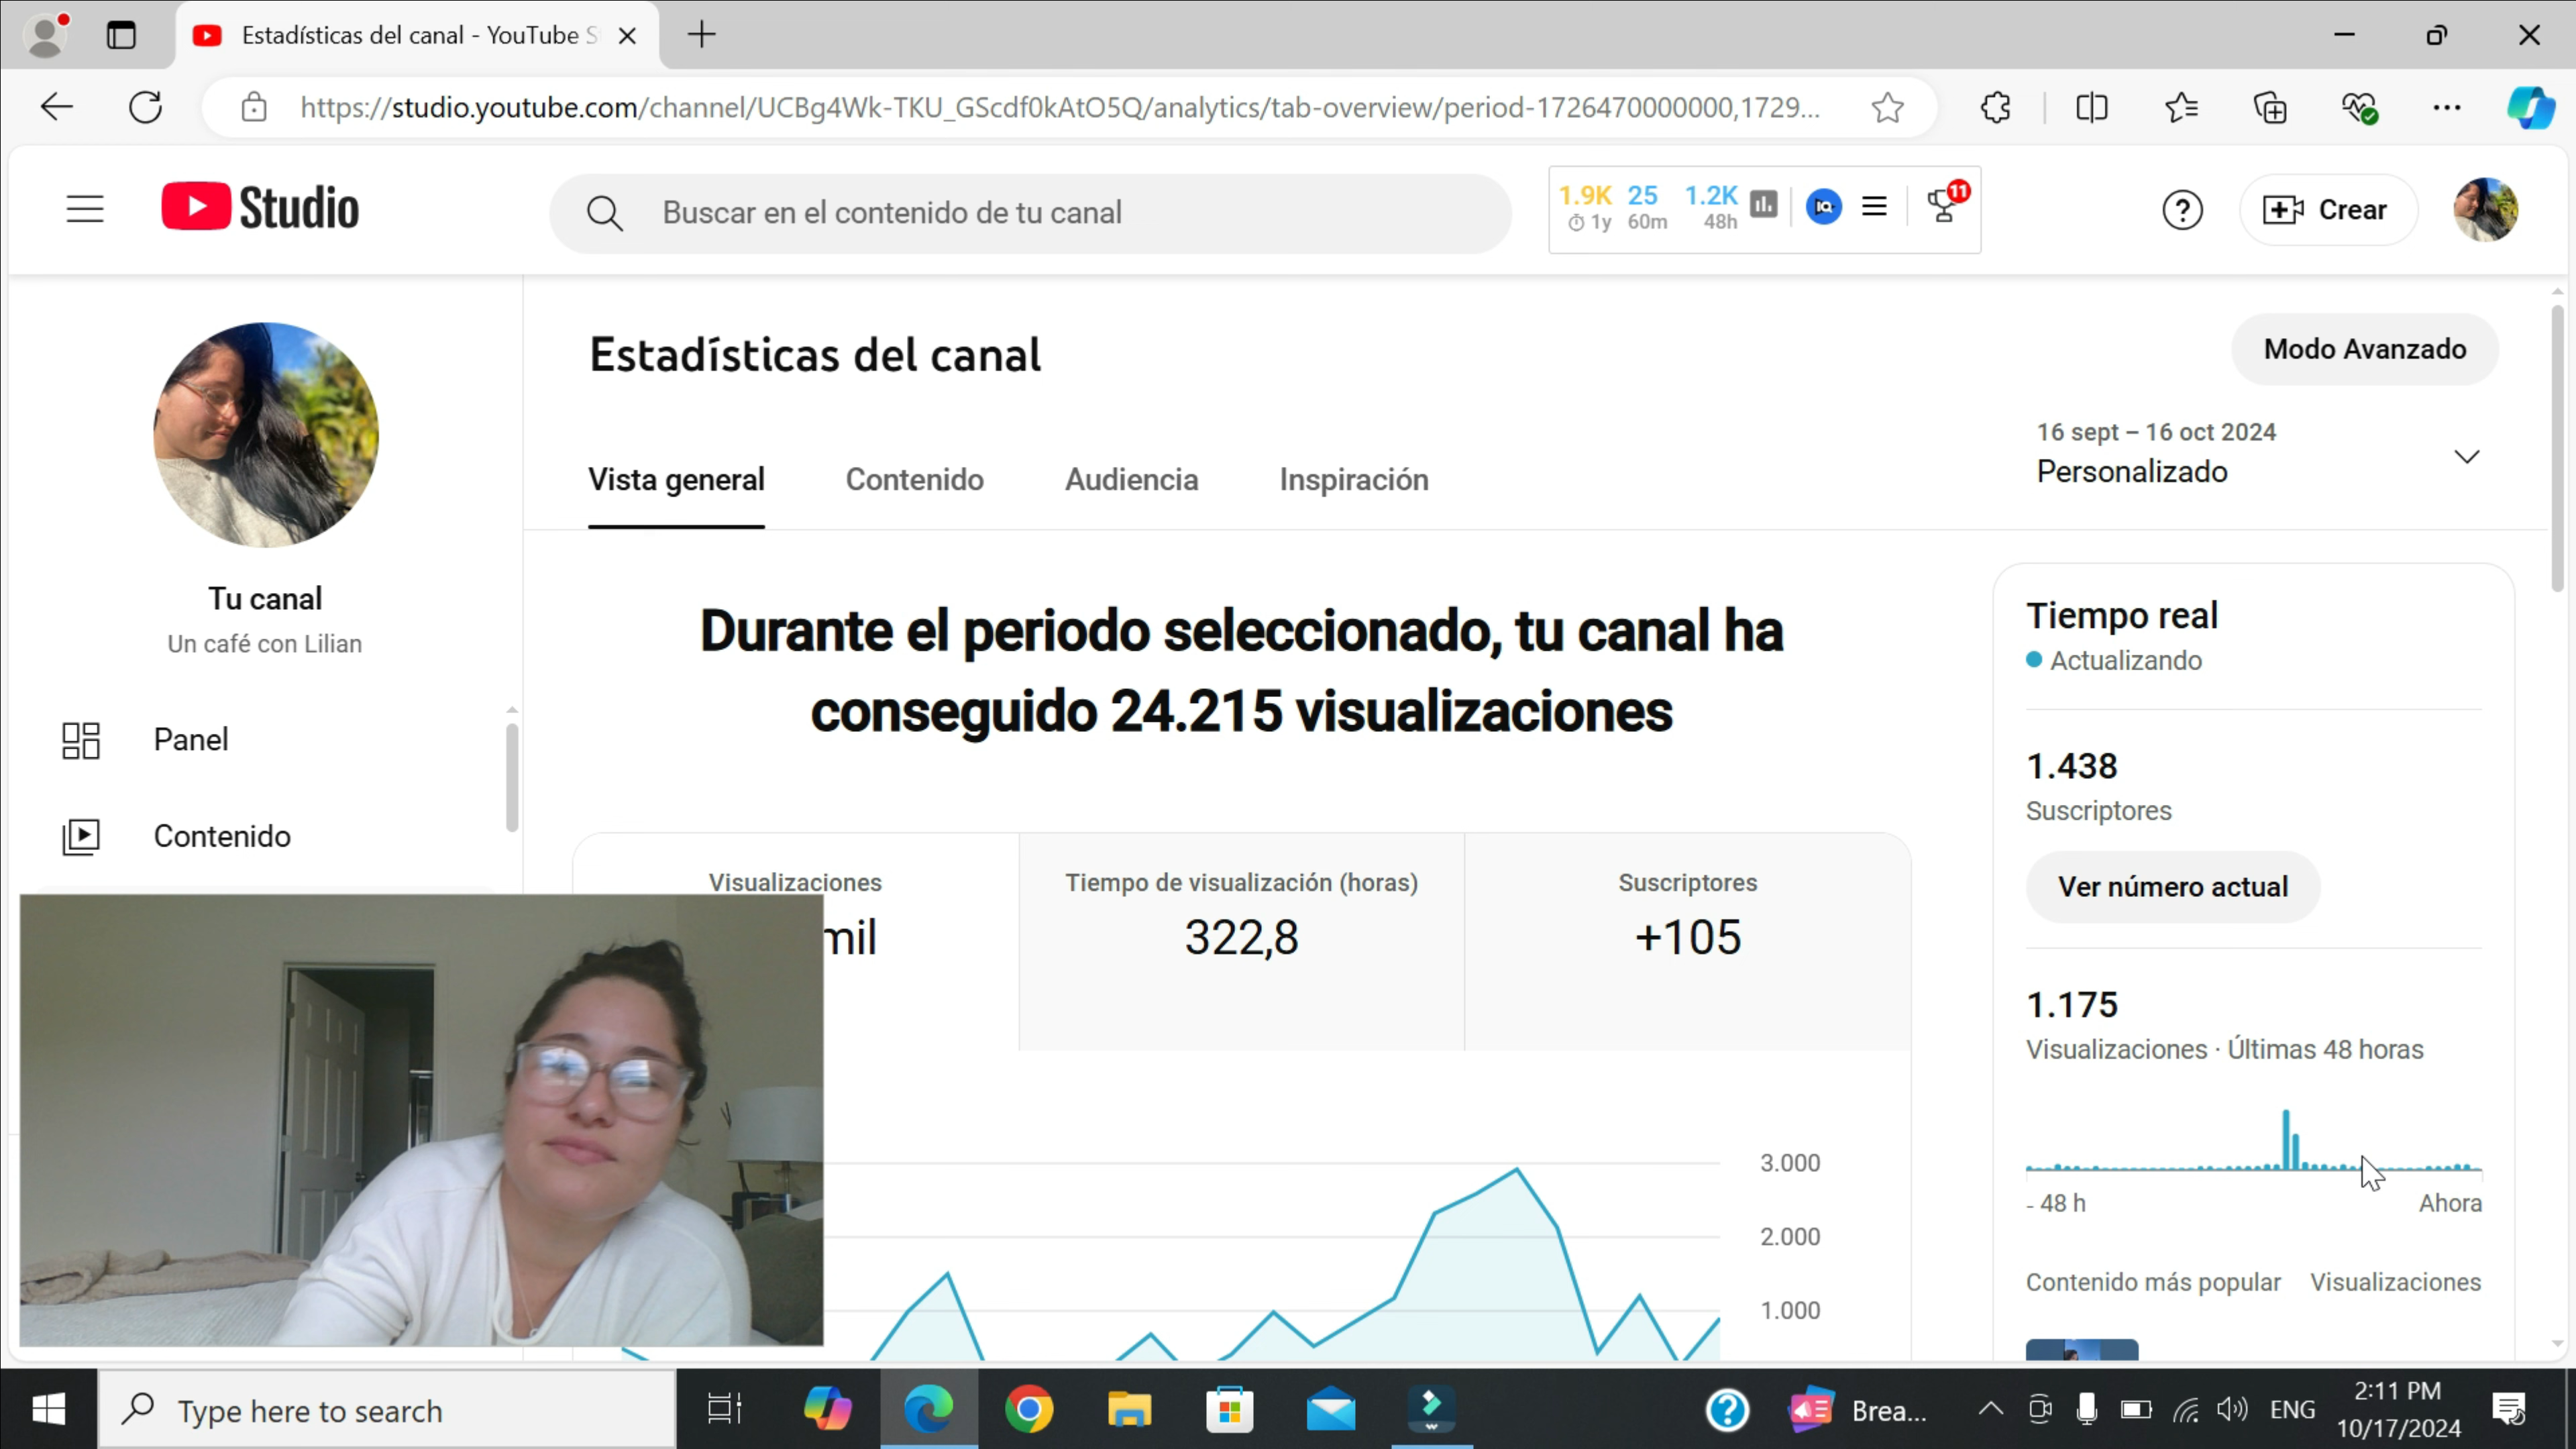 Estadísticas del canal - YouTube S
https://studio.youtube.com/channel/UCBg4Wk-TKU_GScdf0kAtO5Q/analytics/tab-overview/period-1726470000000,1729...
Studio
Buscar en el contenido de tu canal
1.9K 25 1.2K
1y 60m 48h
11
Crear
Estadísticas del canal
Modo Avanzado
16 sept – 16 oct 2024
Personalizado
Vista general Contenido Audiencia Inspiración
Tu canal
Un café con Lilian
Panel
Contenido
Durante el periodo seleccionado, tu canal ha
conseguido 24.215 visualizaciones
Visualizaciones
mil
Tiempo de visualización (horas)
322,8
Suscriptores
+105
3.000
2.000
1.000
Tiempo real
Actualizando
1.438
Suscriptores
Ver número actual
1.175
Visualizaciones · Últimas 48 horas
- 48 h Ahora
Contenido más popular Visualizaciones
Type here to search
Brea...
ENG
2:11 PM
10/17/2024